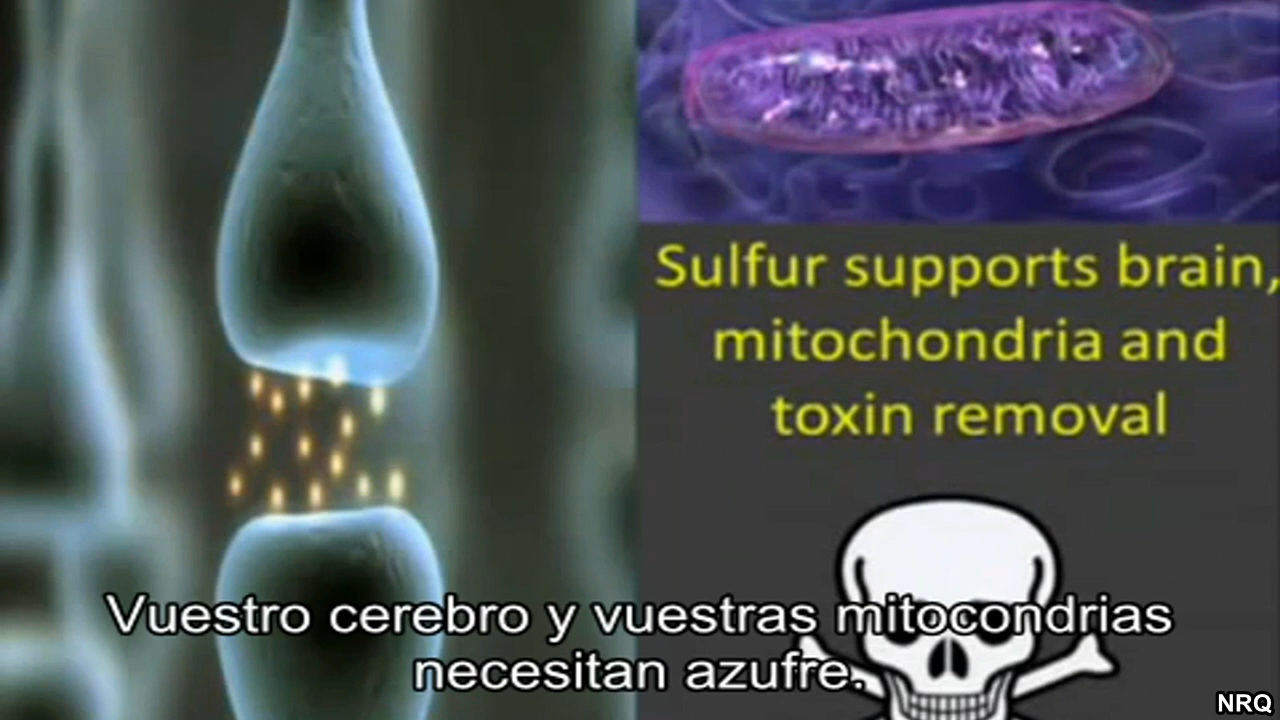 Sulfur supports brain,
mitochondria and
toxin removal
Vuestro cerebro y vuestras mitocondrias
necesitan azufre.
NRQ